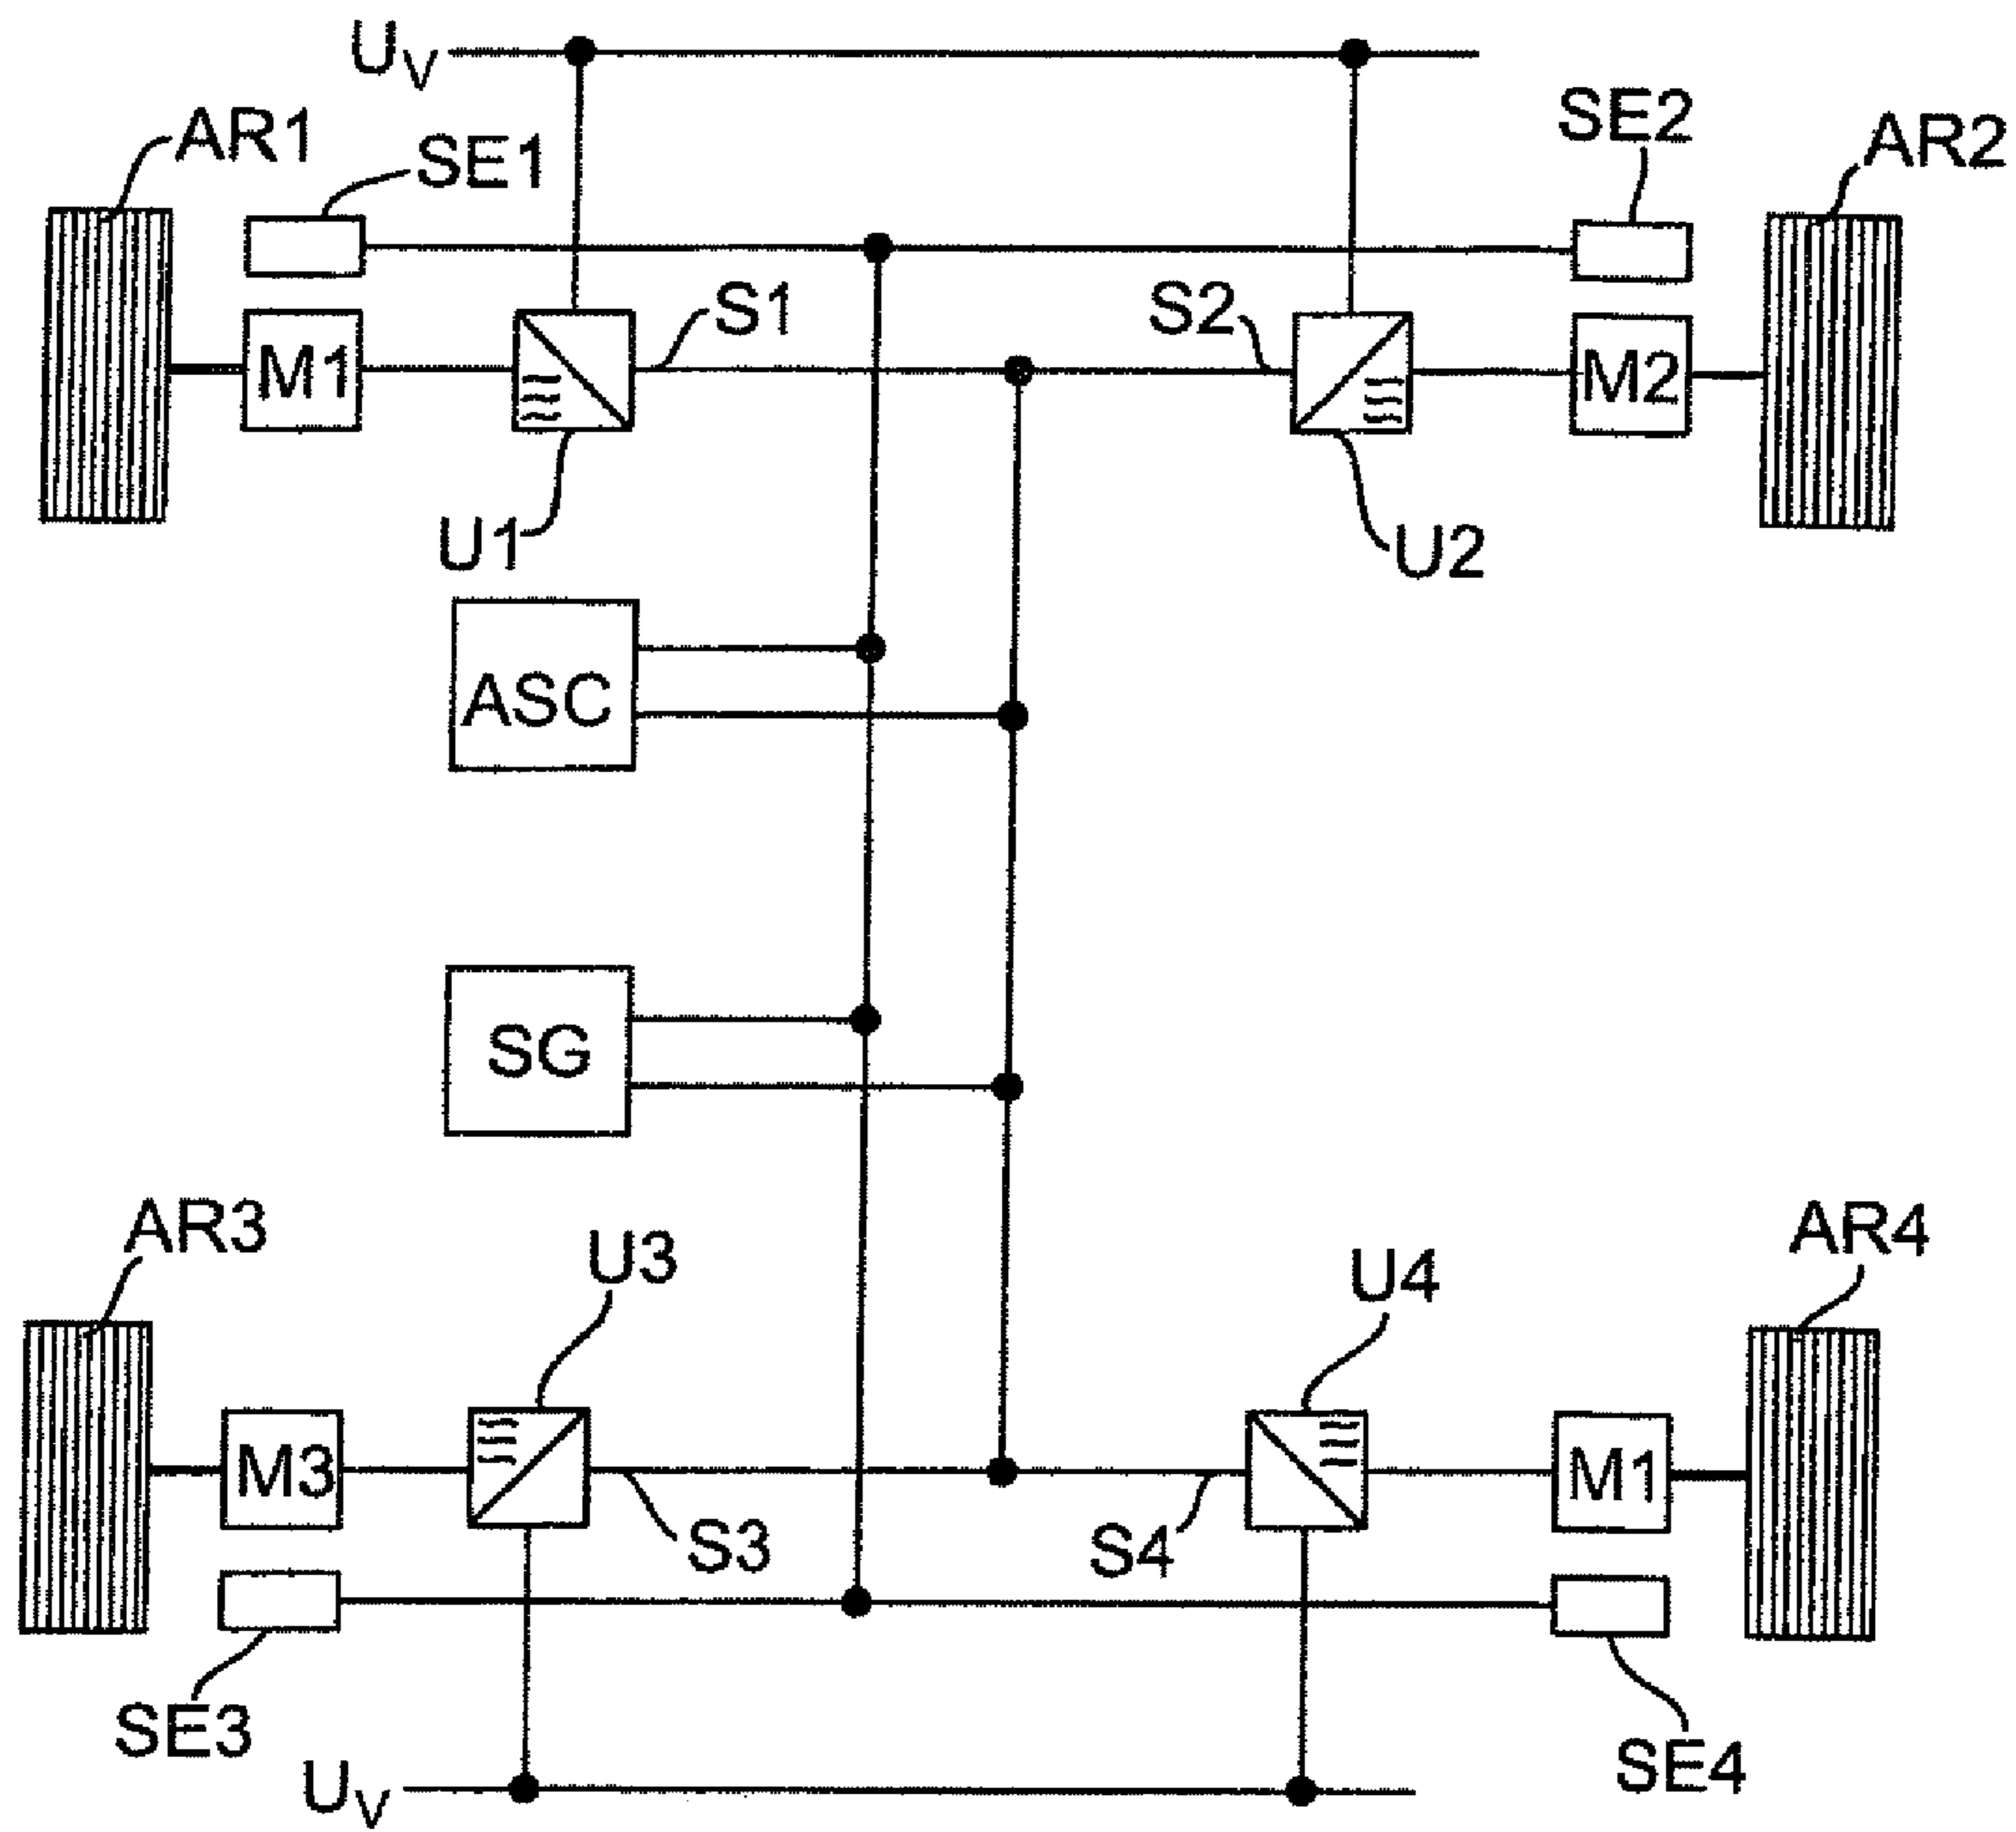 U_V
AR1
SE1
SE2
AR2
S1
S2
M1
M2
U1
U2
ASC
SG
AR3
U3
U4
AR4
M3
M1
S3
S4
SE3
SE4
U_V